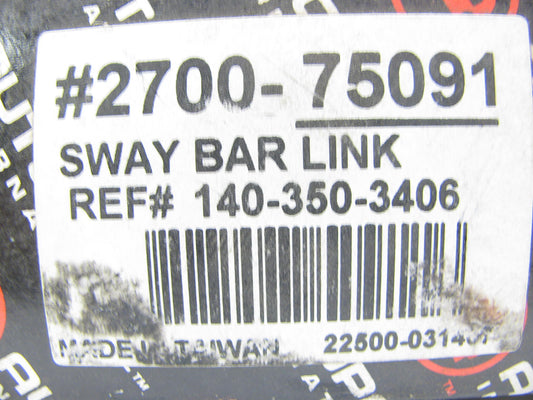 #2700-75091
SWAY BAR LINK
REF# 140-350-3406
MADE IN TAIWAN